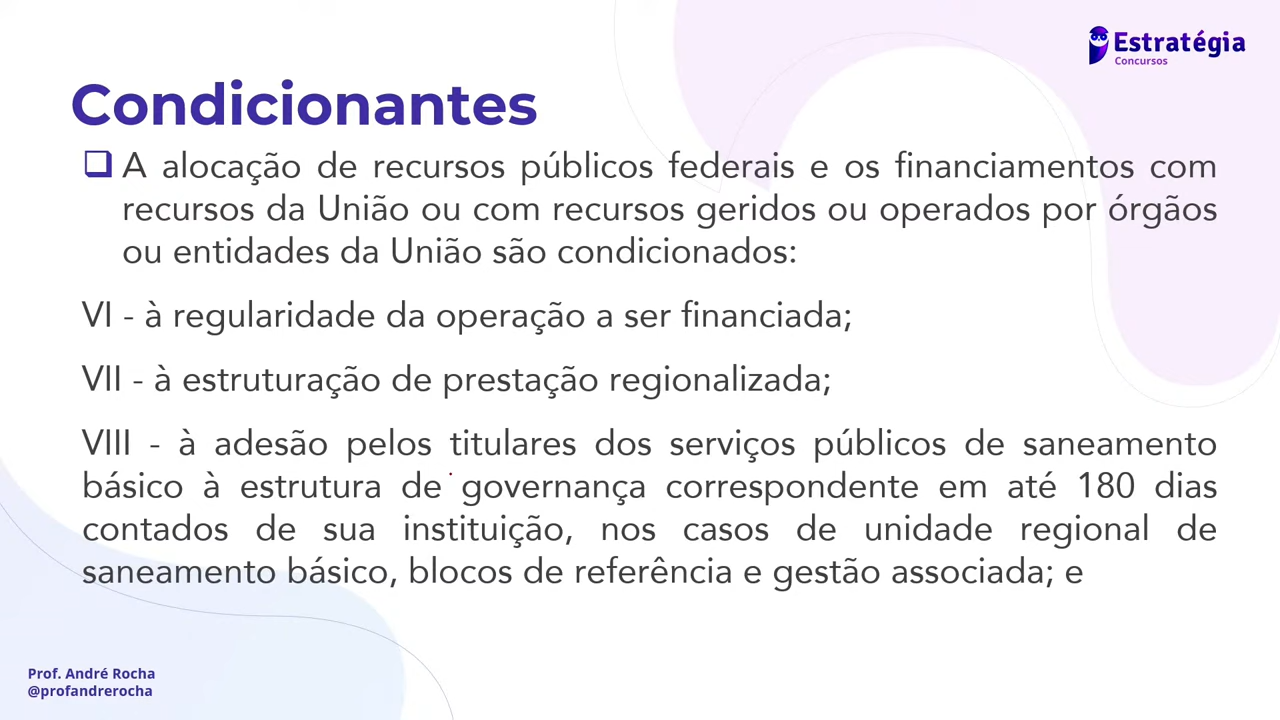 Estratégia
Concursos
Condicionantes
A alocação de recursos públicos federais e os financiamentos com
recursos da União ou com recursos geridos ou operados por órgãos
ou entidades da União são condicionados:
VI - à regularidade da operação a ser financiada;
VII - à estruturação de prestação regionalizada;
VIII - à adesão pelos titulares dos serviços públicos de saneamento
básico à estrutura de governança correspondente em até 180 dias
contados de sua instituição, nos casos de unidade regional de
saneamento básico, blocos de referência e gestão associada; e
Prof. André Rocha
@profandrerocha